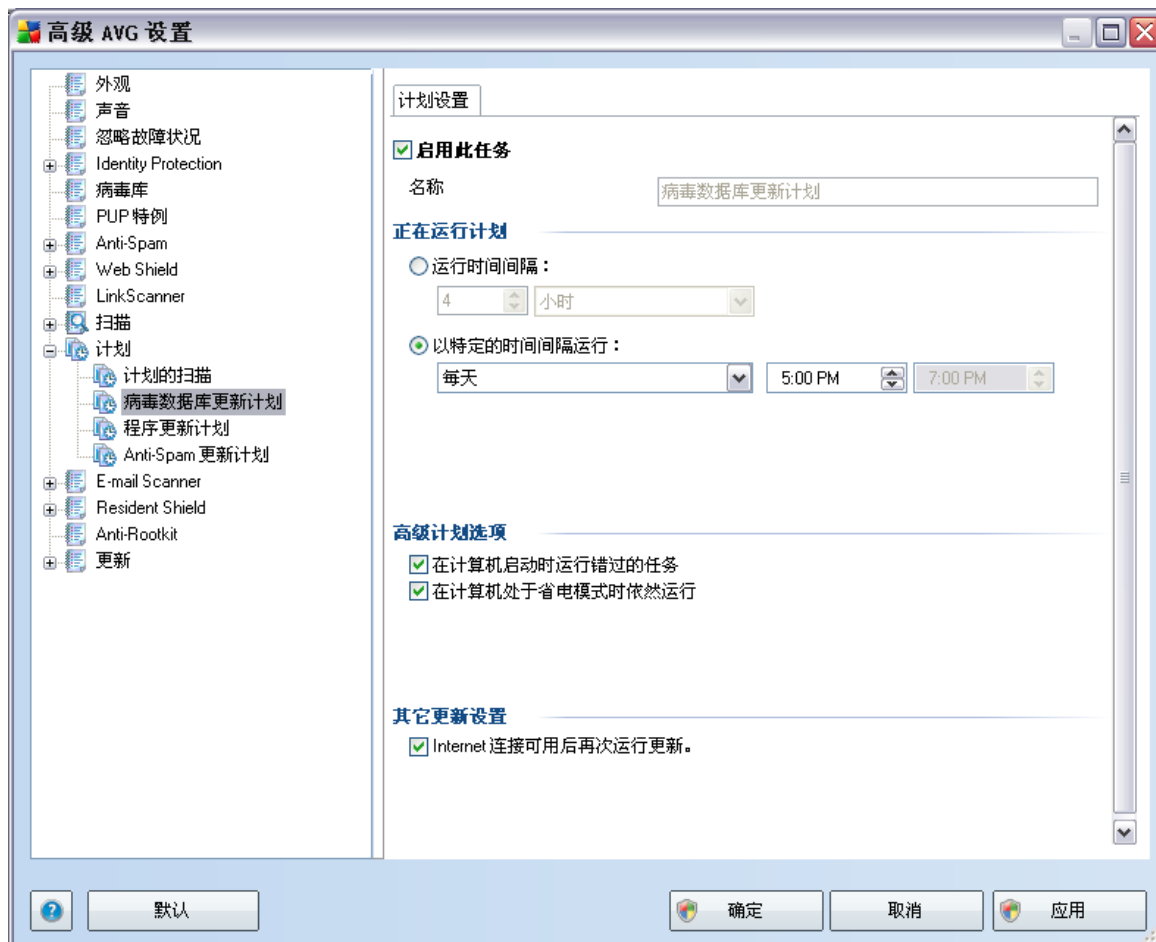 高级 AVG 设置
外观
声音
忽略故障状况
Identity Protection
病毒库
PUP 特例
Anti-Spam
Web Shield
LinkScanner
扫描
计划
计划的扫描
病毒数据库更新计划
程序更新计划
Anti-Spam 更新计划
E-mail Scanner
Resident Shield
Anti-Rootkit
更新
计划设置
启用此任务
名称 病毒数据库更新计划
正在运行计划
运行时间间隔：
4 小时
以特定的时间间隔运行：
每天 5:00 PM 7:00 PM
高级计划选项
在计算机启动时运行错过的任务
在计算机处于省电模式时依然运行
其它更新设置
Internet 连接可用后再次运行更新。
? 默认 确定 取消 应用